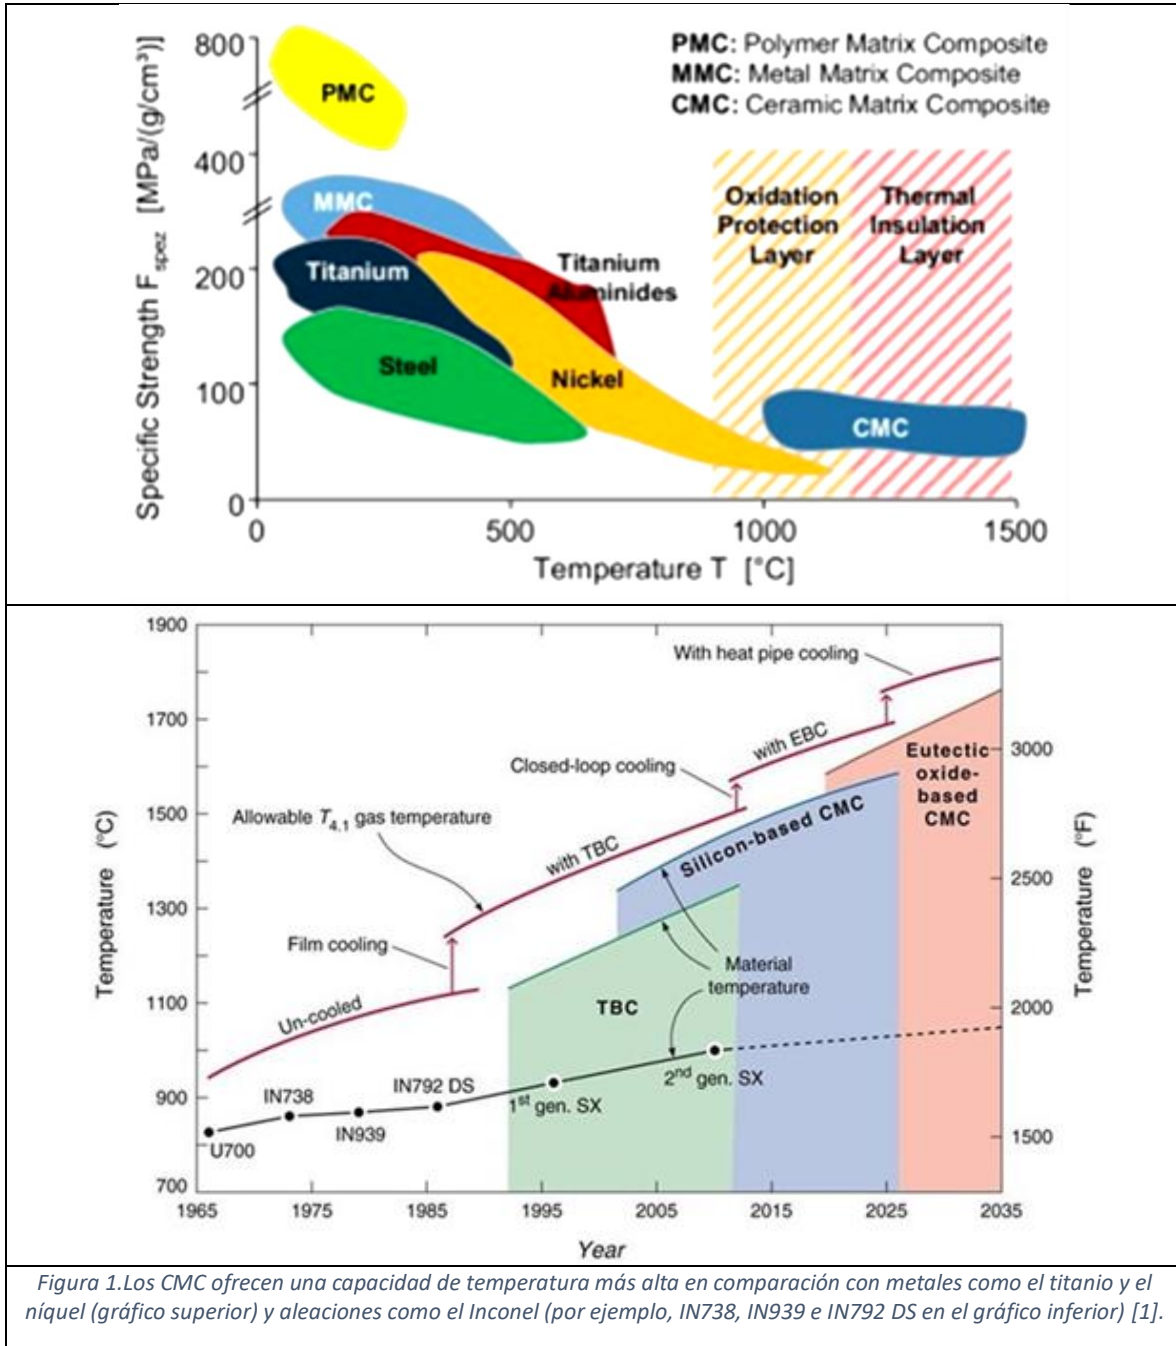 800
400
200
100
0
Specific Strength F_spez [MPa/(g/cm³)]
PMC: Polymer Matrix Composite
MMC: Metal Matrix Composite
CMC: Ceramic Matrix Composite
PMC
MMC
Titanium
Steel
Titanium
Aluminides
Nickel
Oxidation
Protection
Layer
Thermal
Insulation
Layer
CMC
0 500 1000 1500
Temperature T [°C]
1900
1700
1500
1300
1100
900
700
Temperature (°C)
With heat pipe cooling
with EBC
Closed-loop cooling
Allowable T4,1 gas temperature
with TBC
Film cooling
Un-cooled
Eutectic
oxide-
based
CMC
Silicon-based CMC
Material
temperature
TBC
U700
IN738
IN939
IN792 DS
1st gen. SX
2nd gen. SX
3000
2500
2000
1500
Temperature (°F)
1965 1975 1985 1995 2005 2015 2025 2035
Year
Figura 1.Los CMC ofrecen una capacidad de temperatura más alta en comparación con metales como el titanio y el
níquel (gráfico superior) y aleaciones como el Inconel (por ejemplo, IN738, IN939 e IN792 DS en el gráfico inferior) [1].